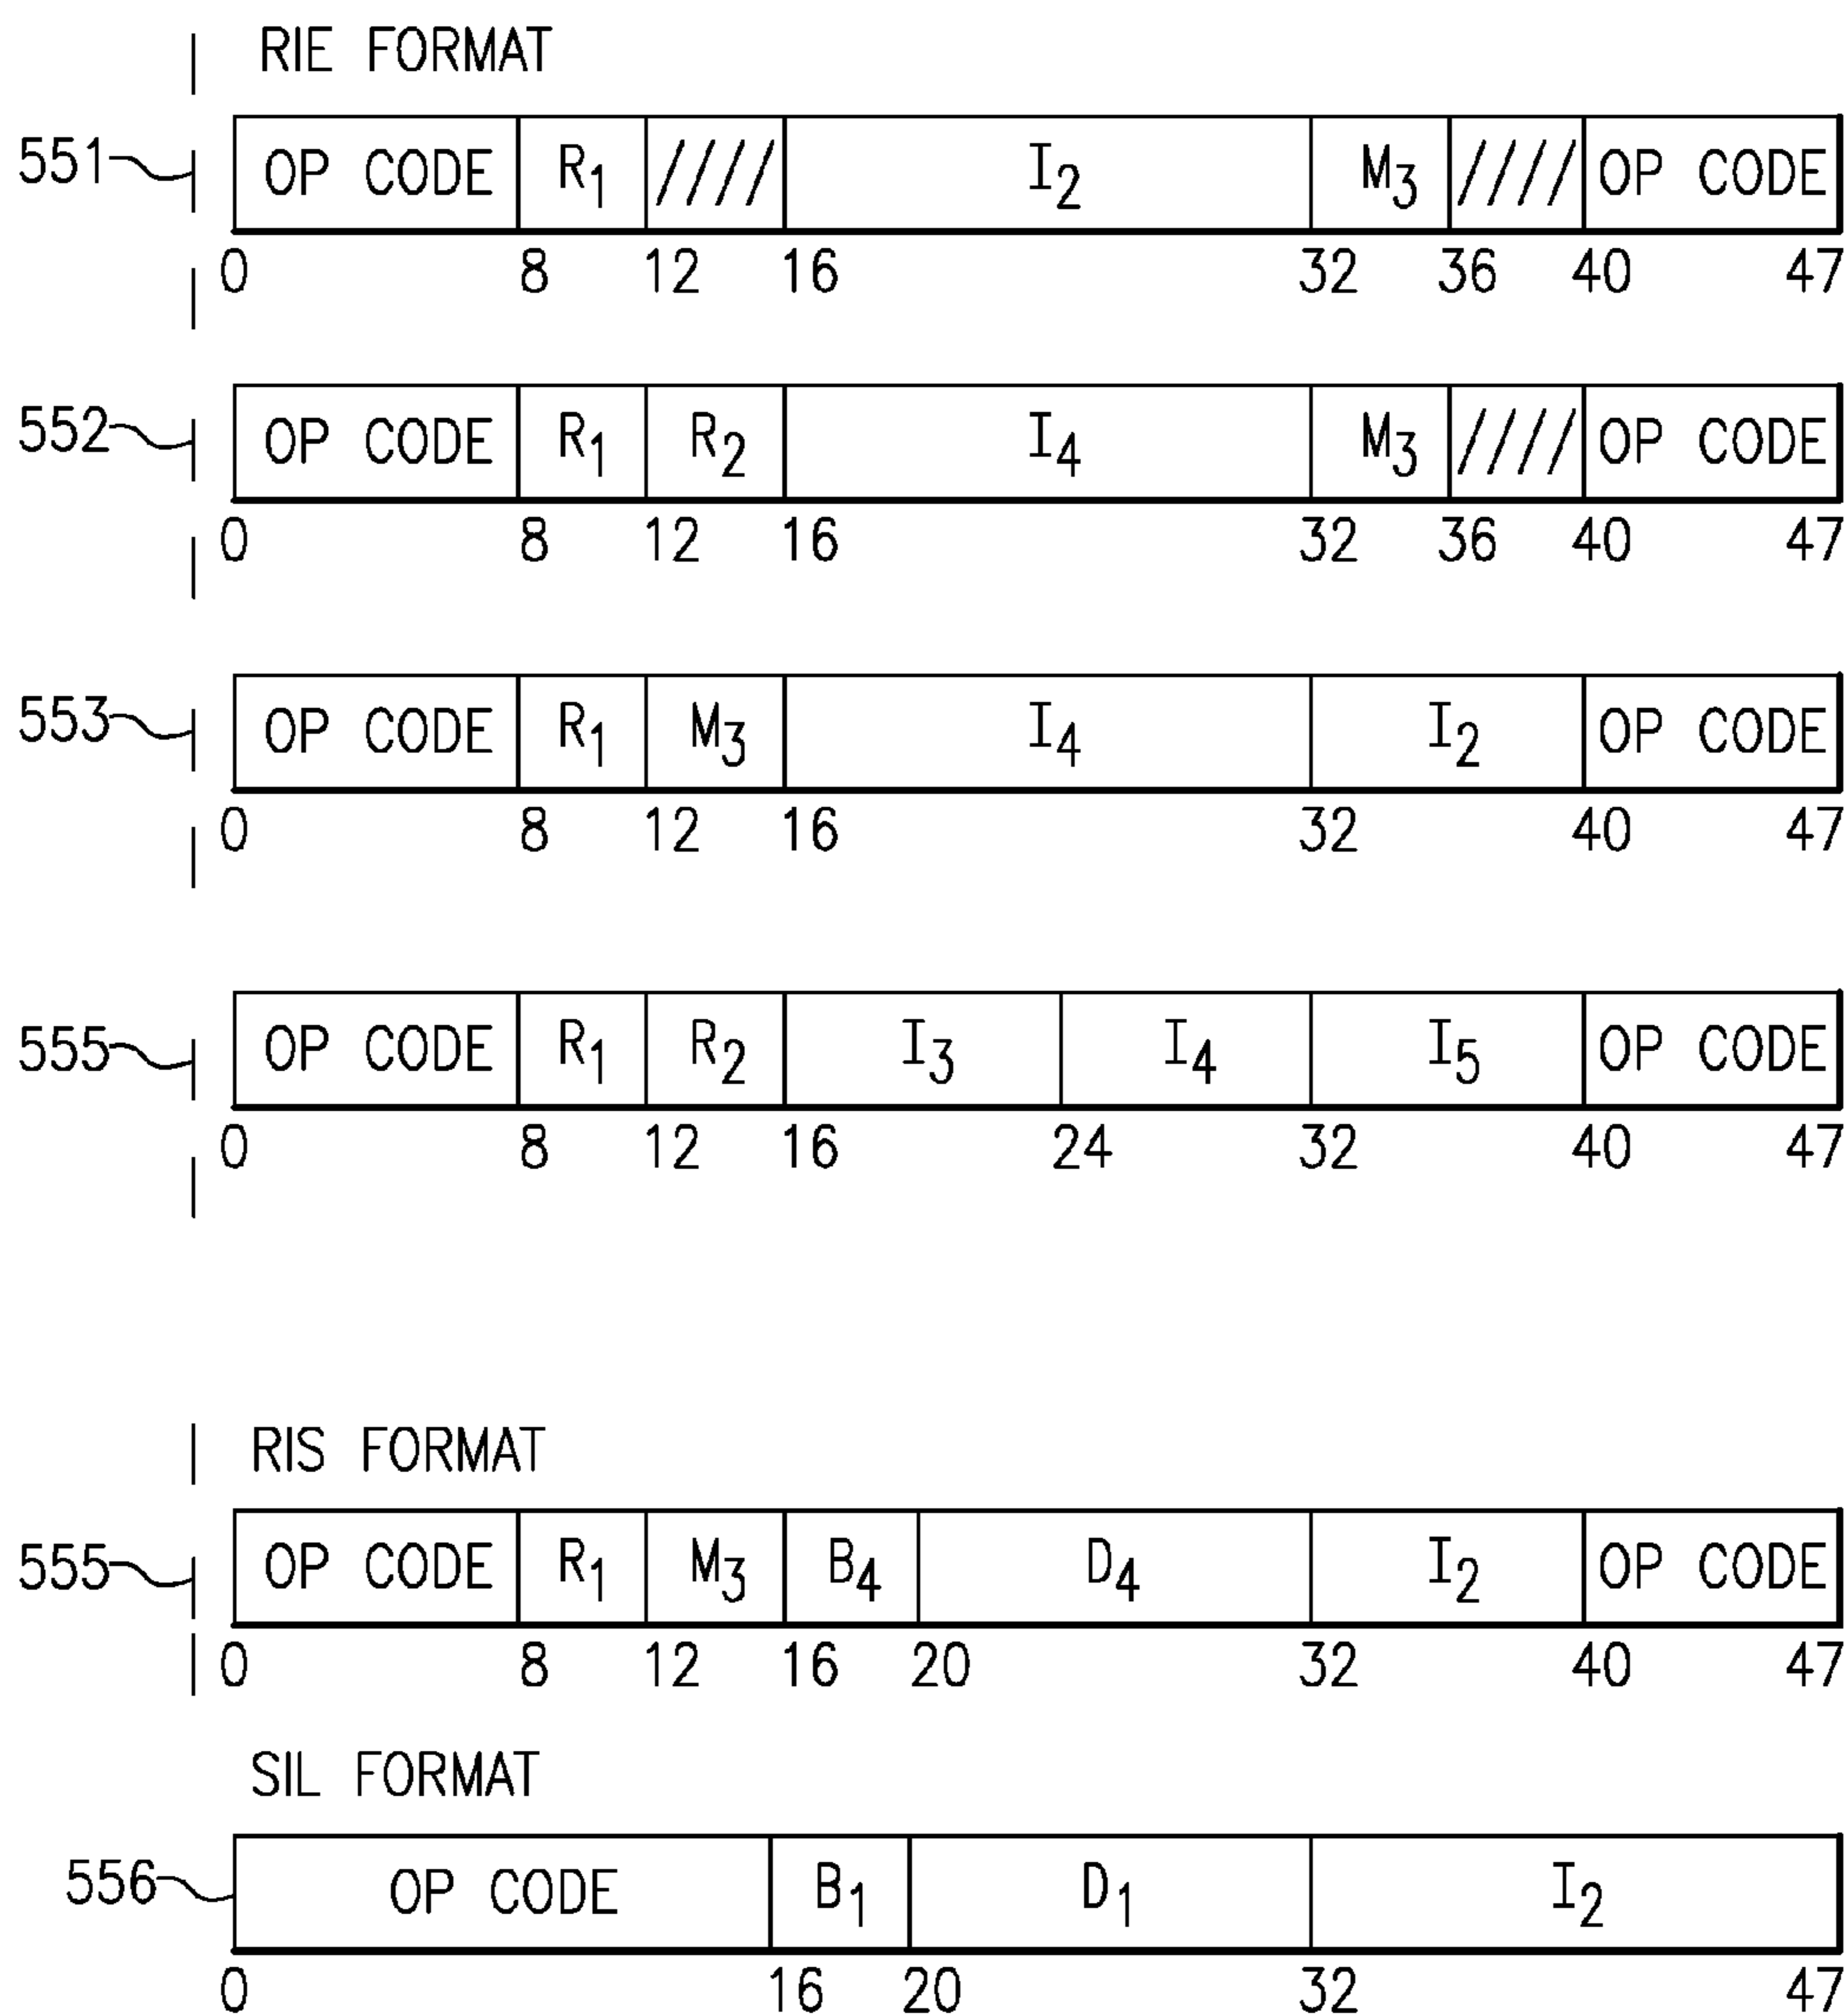 RIE FORMAT
551 OP CODE R1 //// I2 M3 //// OP CODE
0 8 12 16 32 36 40 47
552 OP CODE R1 R2 I4 M3 //// OP CODE
0 8 12 16 32 36 40 47
553 OP CODE R1 M3 I4 I2 OP CODE
0 8 12 16 32 40 47
555 OP CODE R1 R2 I3 I4 I5 OP CODE
0 8 12 16 24 32 40 47
RIS FORMAT
555 OP CODE R1 M3 B4 D4 I2 OP CODE
0 8 12 16 20 32 40 47
SIL FORMAT
556 OP CODE B1 D1 I2
0 16 20 32 47